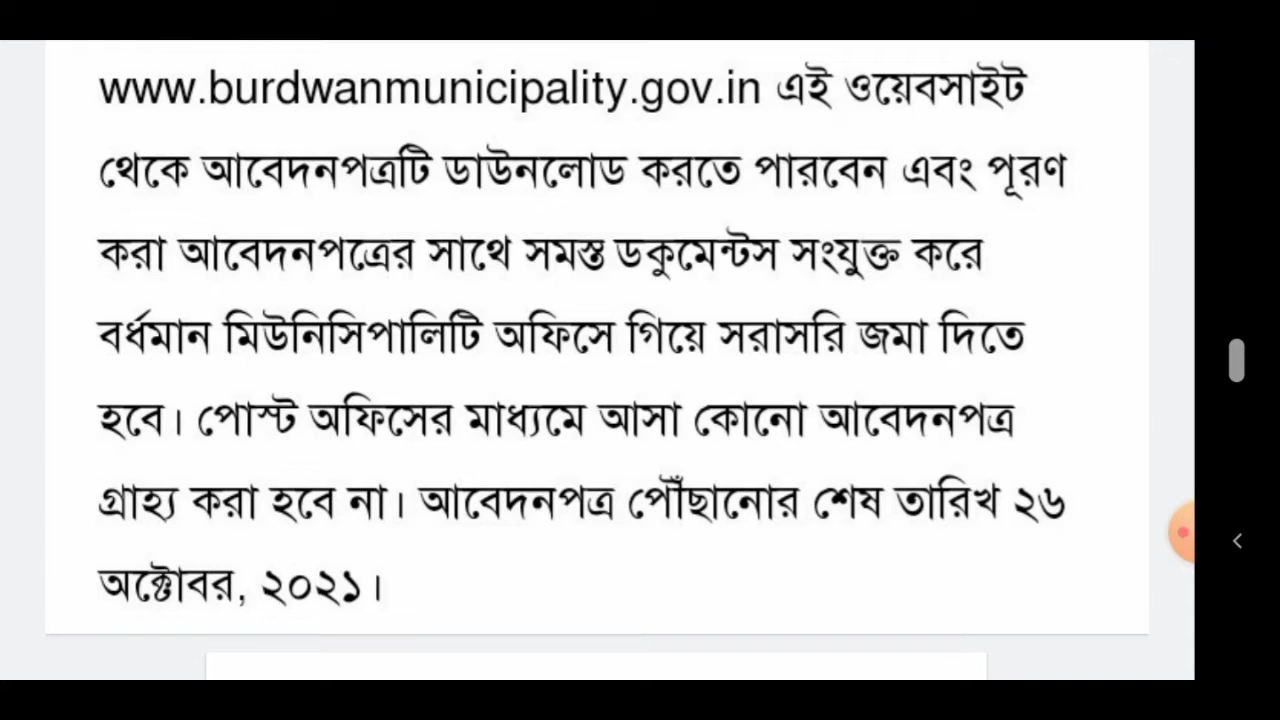 www.burdwanmunicipality.gov.in এই ওয়েবসাইট
থেকে আবেদনপত্রটি ডাউনলোড করতে পারবেন এবং পূরণ
করা আবেদনপত্রের সাথে সমস্ত ডকুমেন্টস সংযুক্ত করে
বর্ধমান মিউনিসিপালিটি অফিসে গিয়ে সরাসরি জমা দিতে
হবে। পোস্ট অফিসের মাধ্যমে আসা কোনো আবেদনপত্র
গ্রাহ্য করা হবে না। আবেদনপত্র পৌঁছানোর শেষ তারিখ ২৬
অক্টোবর, ২০২১।